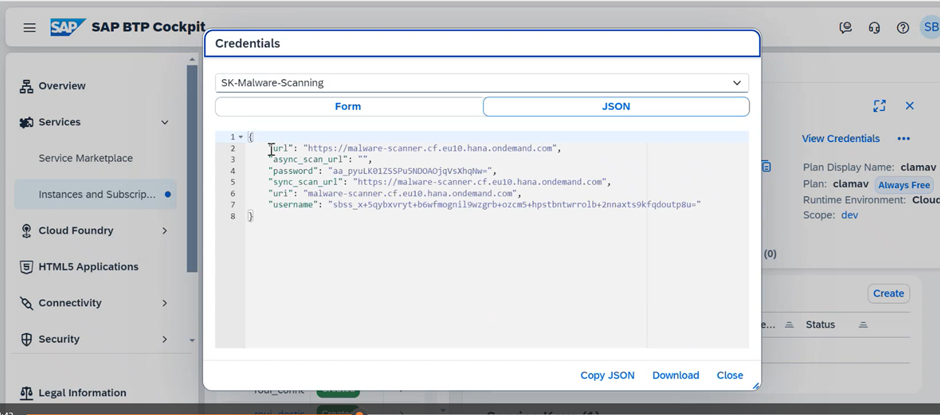 SAP SAP BTP Cockpit
SB
Overview
Services
Service Marketplace
Instances and Subscrip...
Cloud Foundry
HTML5 Applications
Connectivity
Security
Legal Information
Credentials
SK-Malware-Scanning
Form JSON
1 {
2 "url": "https://malware-scanner.cf.eu10.hana.ondemand.com",
3 "async_scan_url": "",
4 "password": "aa_pyuLK01ZSSPu5NDOAOjqVsXhqNw=",
5 "sync_scan_url": "https://malware-scanner.cf.eu10.hana.ondemand.com",
6 "uri": "malware-scanner.cf.eu10.hana.ondemand.com",
7 "username": "sbss_x+5qybxvryt+b6wfmognil9wzgrb+ozcm5+hpstbntwrrolb+2nnaxts9kfqdoutp8u="
8 }
Copy JSON Download Close
View Credentials
Plan Display Name: clamav
Plan: clamav Always Free
Runtime Environment: Cloud
Scope: dev
(0)
Create
e... Status